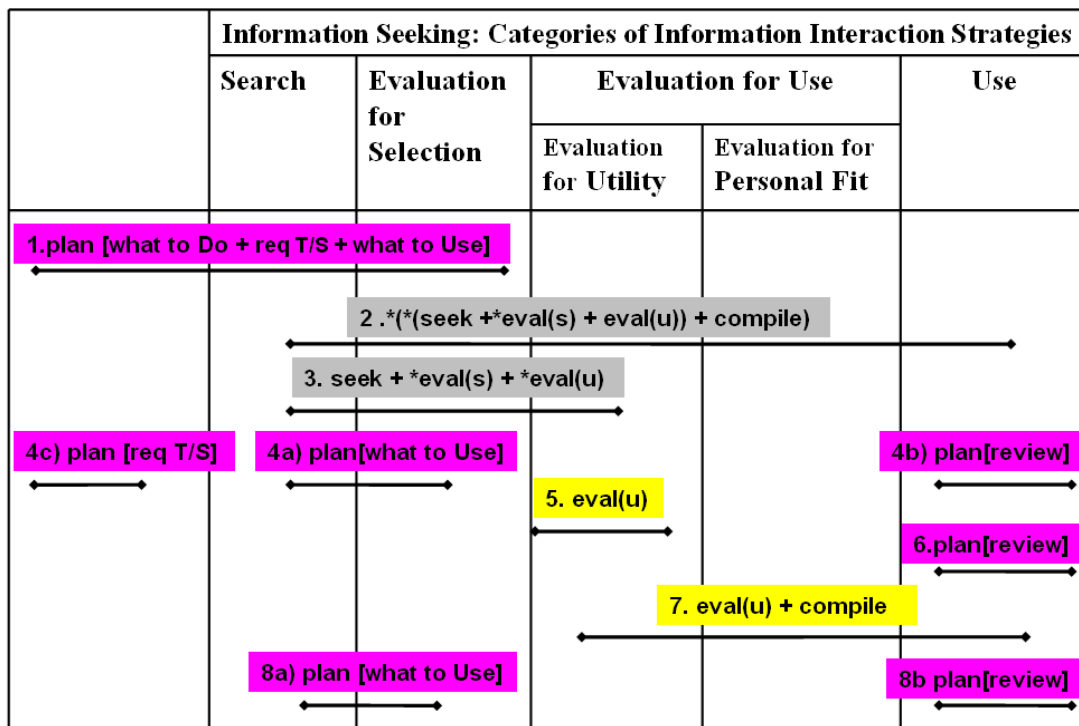 Information Seeking: Categories of Information Interaction Strategies
Search
Evaluation
for
Selection
Evaluation for Use
Use
Evaluation
for Utility
Evaluation for
Personal Fit
1.plan [what to Do + req T/S + what to Use]
2 .*(*(seek +*eval(s) + eval(u)) + compile)
3. seek + *eval(s) + *eval(u)
4c) plan [req T/S]
4a) plan[what to Use]
4b) plan[review]
5. eval(u)
6.plan[review]
7. eval(u) + compile
8a) plan [what to Use]
8b plan[review]